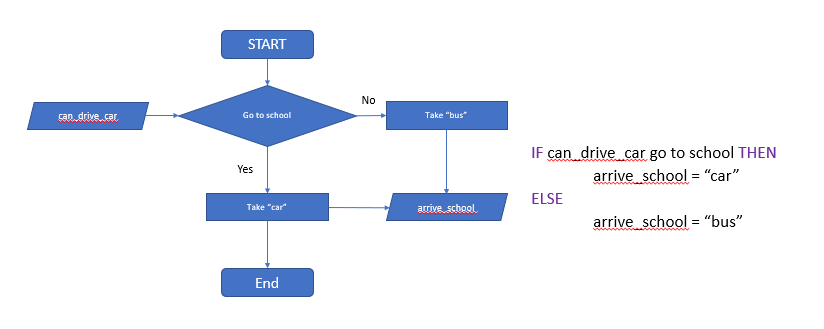 START
can_drive_car
Go to school
No
Take “bus”
Yes
Take “car”
arrive_school
End
IF can_drive_car go to school THEN
arrive_school = “car”
ELSE
arrive_school = “bus”